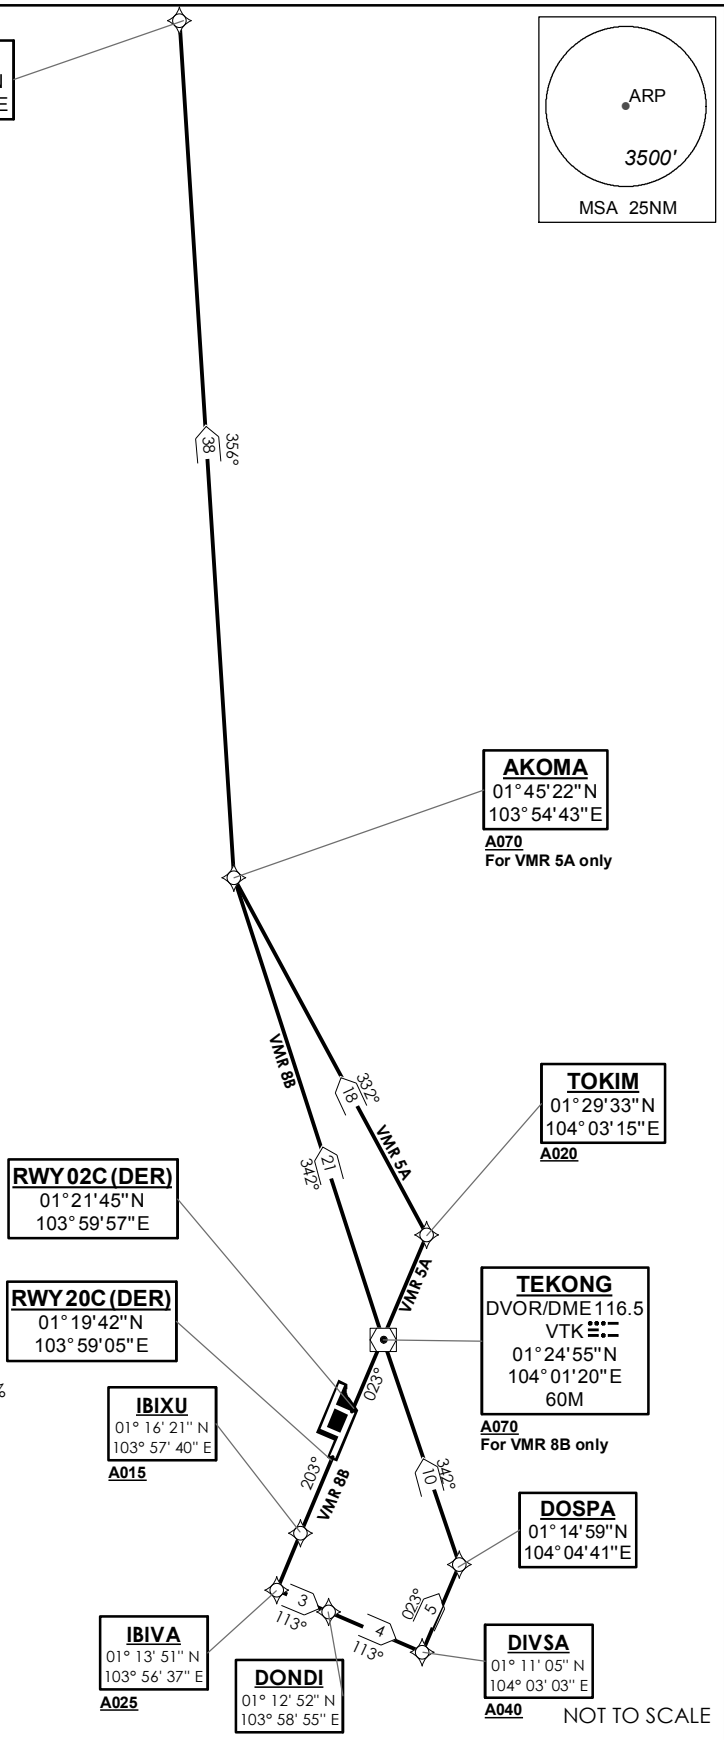 N
E
ARP
3500'
MSA 25NM
38
356°
AKOMA
01°45'22"N
103°54'43"E
A070
For VMR 5A only
VMR 8B
18
332°
VMR 5A
TOKIM
01°29'33"N
104°03'15"E
A020
21
342°
RWY 02C (DER)
01°21'45"N
103°59'57"E
VMR 5A
RWY 20C (DER)
01°19'42"N
103°59'05"E
TEKONG
DVOR/DME 116.5
VTK
01°24'55"N
104°01'20"E
60M
A070
For VMR 8B only
023°
%
IBIXU
01° 16' 21" N
103° 57' 40" E
A015
203°
VMR 8B
10
342°
DOSPA
01°14'59"N
104°04'41"E
IBIVA
01° 13' 51" N
103° 56' 37" E
A025
3
113°
4
113°
023°
5
DONDI
01° 12' 52" N
103° 58' 55" E
DIVSA
01° 11' 05" N
104° 03' 03" E
A040
NOT TO SCALE